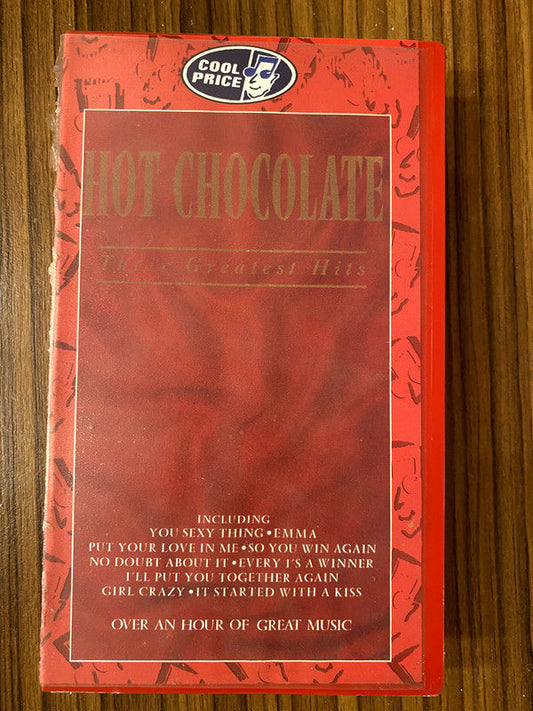 COOL
PRICE
HOT CHOCOLATE
Their Greatest Hits
INCLUDING
YOU SEXY THING • EMMA
PUT YOUR LOVE IN ME • SO YOU WIN AGAIN
NO DOUBT ABOUT IT • EVERY 1'S A WINNER
I'LL PUT YOU TOGETHER AGAIN
GIRL CRAZY • IT STARTED WITH A KISS
OVER AN HOUR OF GREAT MUSIC